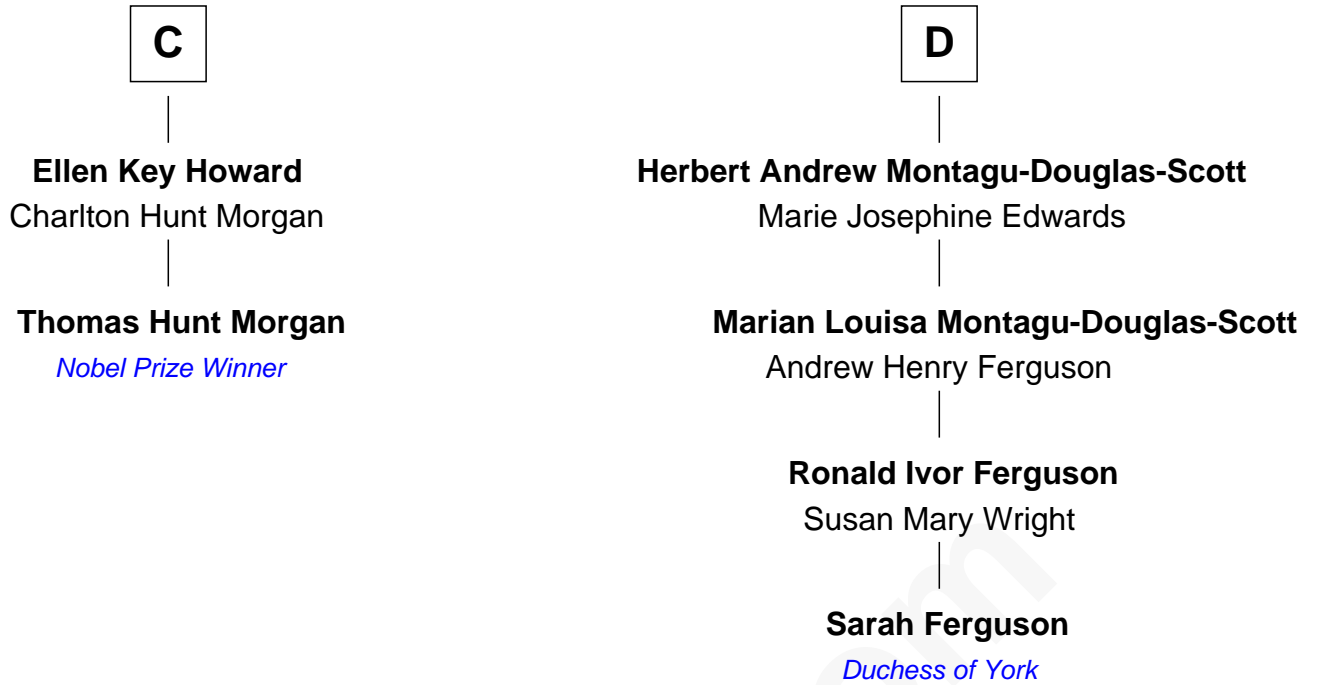 C
Ellen Key Howard
Charlton Hunt Morgan
Thomas Hunt Morgan
Nobel Prize Winner
D
Herbert Andrew Montagu-Douglas-Scott
Marie Josephine Edwards
Marian Louisa Montagu-Douglas-Scott
Andrew Henry Ferguson
Ronald Ivor Ferguson
Susan Mary Wright
Sarah Ferguson
Duchess of York